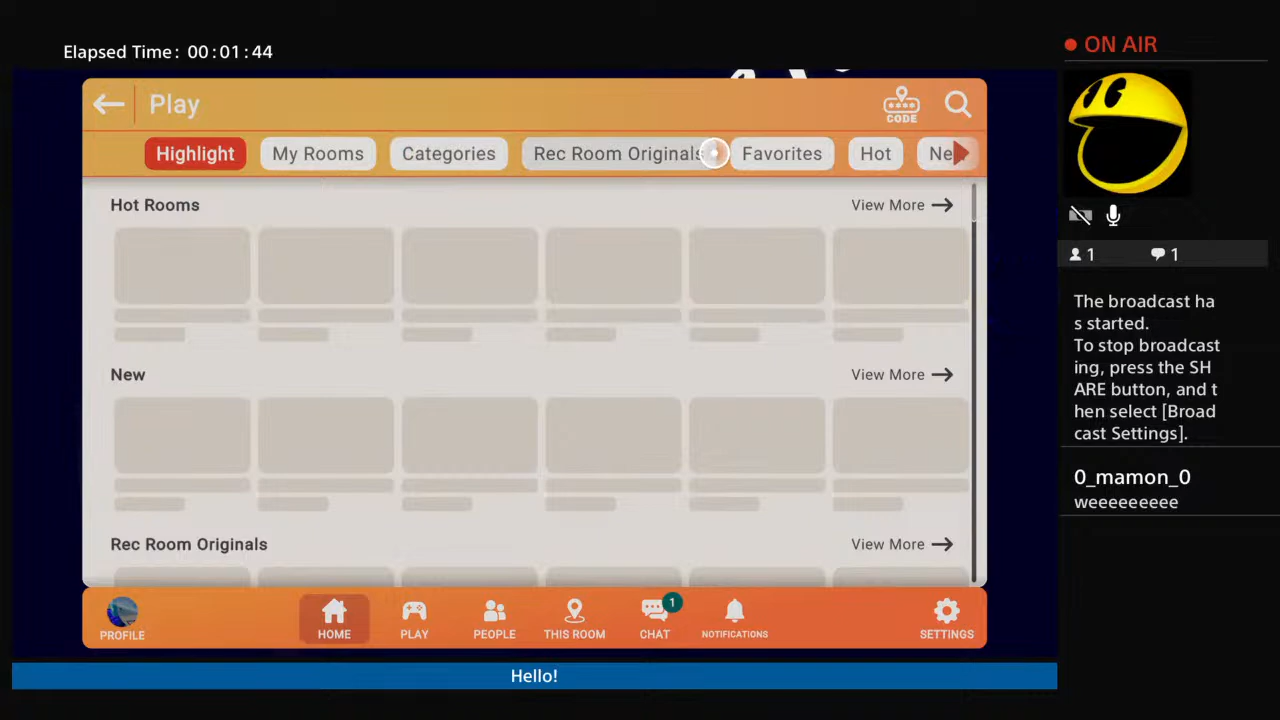 Elapsed Time: 00:01:44
ON AIR
Play
CODE
Highlight
My Rooms
Categories
Rec Room Originals
Favorites
Hot
Ne
Hot Rooms
View More
New
View More
Rec Room Originals
View More
PROFILE
HOME
PLAY
PEOPLE
THIS ROOM
1
CHAT
NOTIFICATIONS
SETTINGS
Hello!
1
1
The broadcast ha
s started.
To stop broadcast
ing, press the SH
ARE button, and t
hen select [Broad
cast Settings].
0_mamon_0
weeeeeeeee